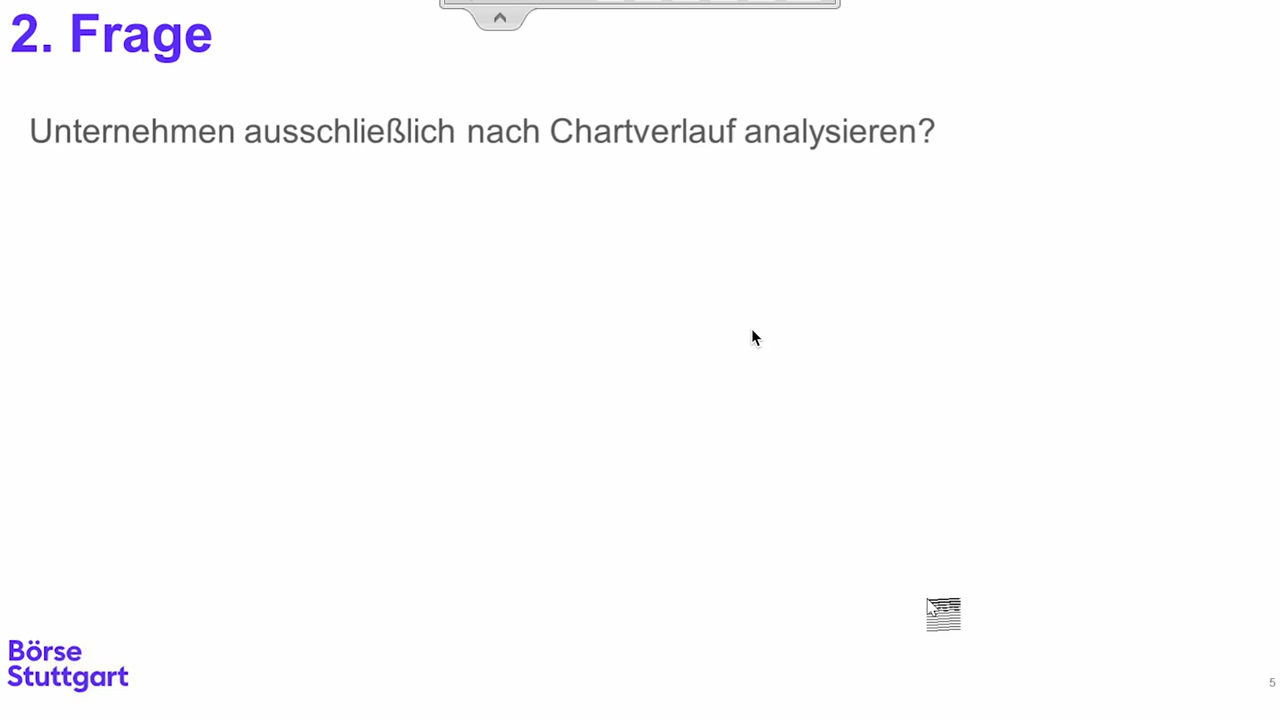 2. Frage
Unternehmen ausschließlich nach Chartverlauf analysieren?
Börse
Stuttgart
5